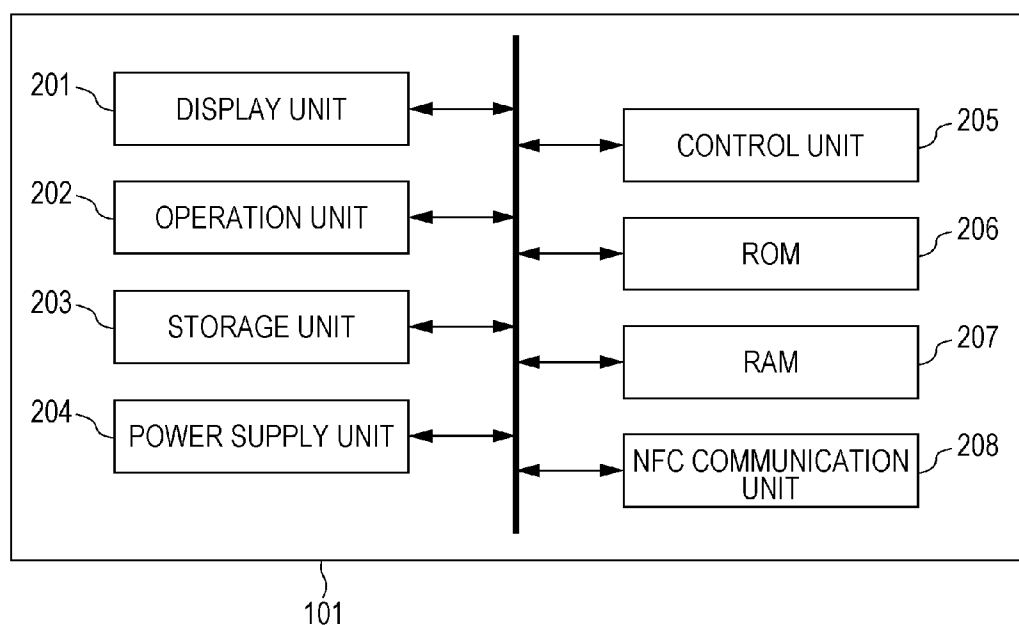 201
DISPLAY UNIT
202
OPERATION UNIT
203
STORAGE UNIT
204
POWER SUPPLY UNIT
205
CONTROL UNIT
206
ROM
207
RAM
208
NFC COMMUNICATION
UNIT
101